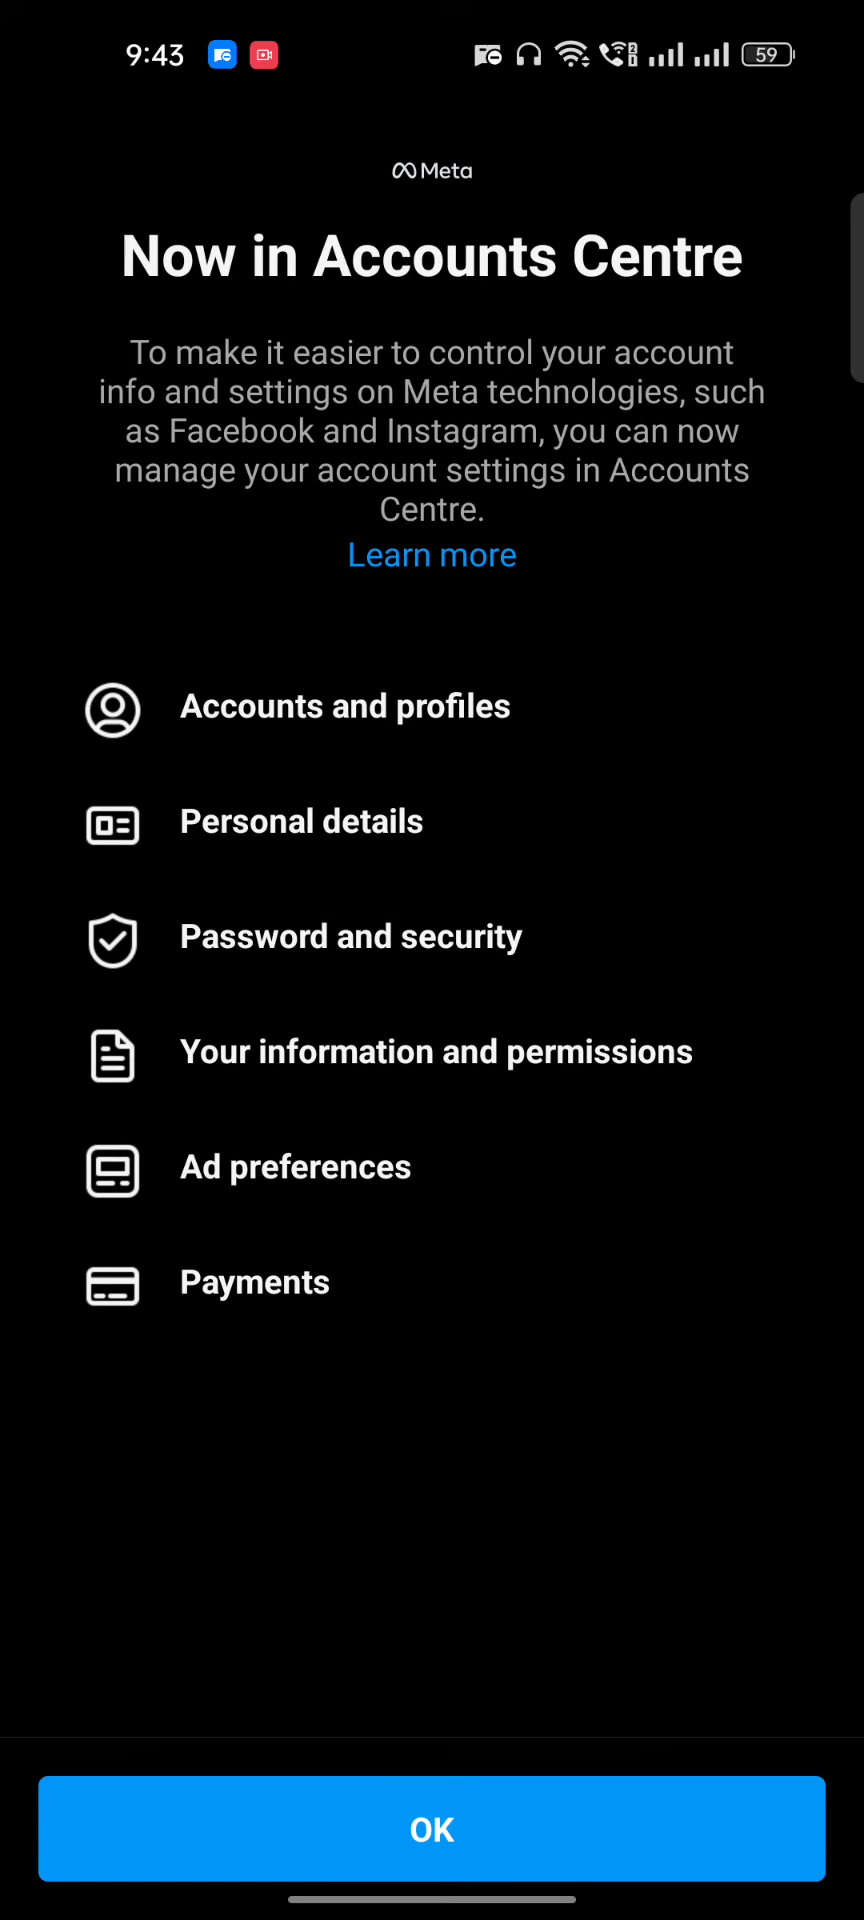 9:43
59
Meta
Now in Accounts Centre
To make it easier to control your account
info and settings on Meta technologies, such
as Facebook and Instagram, you can now
manage your account settings in Accounts
Centre.
Learn more
Accounts and profiles
Personal details
Password and security
Your information and permissions
Ad preferences
Payments
OK